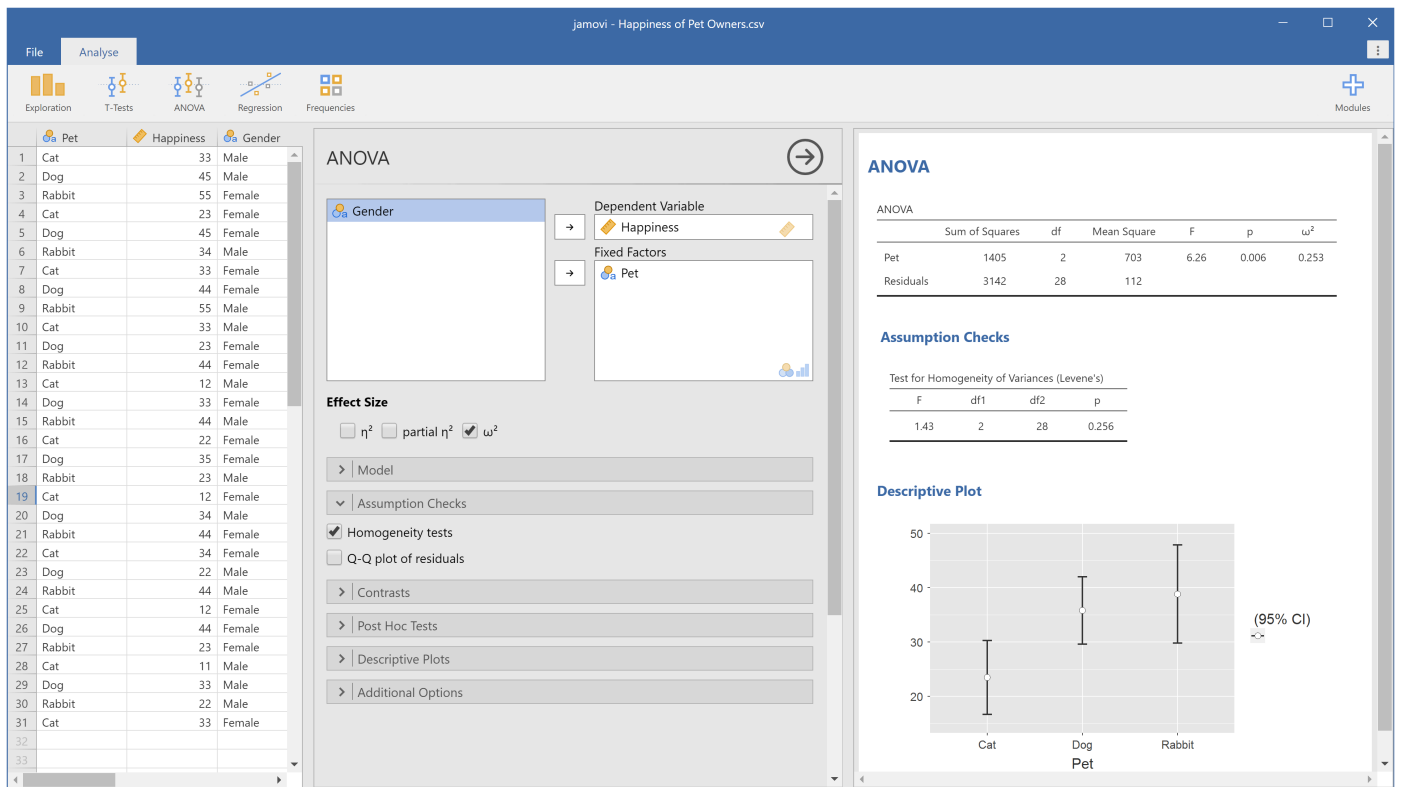 jamovi - Happiness of Pet Owners.csv
File Analyse
Exploration T-Tests ANOVA Regression Frequencies Modules
Pet Happiness Gender
1 Cat 33 Male
2 Dog 45 Male
3 Rabbit 55 Female
4 Cat 23 Female
5 Dog 45 Female
6 Rabbit 34 Male
7 Cat 33 Female
8 Dog 44 Female
9 Rabbit 55 Male
10 Cat 33 Male
11 Dog 23 Female
12 Rabbit 44 Female
13 Cat 12 Male
14 Dog 33 Female
15 Rabbit 44 Male
16 Cat 22 Female
17 Dog 35 Female
18 Rabbit 23 Male
19 Cat 12 Female
20 Dog 34 Male
21 Rabbit 44 Female
22 Cat 34 Female
23 Dog 22 Male
24 Rabbit 44 Male
25 Cat 12 Female
26 Dog 44 Female
27 Rabbit 23 Female
28 Cat 11 Male
29 Dog 33 Male
30 Rabbit 22 Male
31 Cat 33 Female
32
33
ANOVA
Gender
Dependent Variable
Happiness
Fixed Factors
Pet
Effect Size
η² partial η² ω²
Model
Assumption Checks
Homogeneity tests
Q-Q plot of residuals
Contrasts
Post Hoc Tests
Descriptive Plots
Additional Options
ANOVA
ANOVA
Sum of Squares df Mean Square F p ω²
Pet 1405 2 703 6.26 0.006 0.253
Residuals 3142 28 112
Assumption Checks
Test for Homogeneity of Variances (Levene's)
F df1 df2 p
1.43 2 28 0.256
Descriptive Plot
50
40
30
20
Cat Dog Rabbit
Pet
(95% CI)